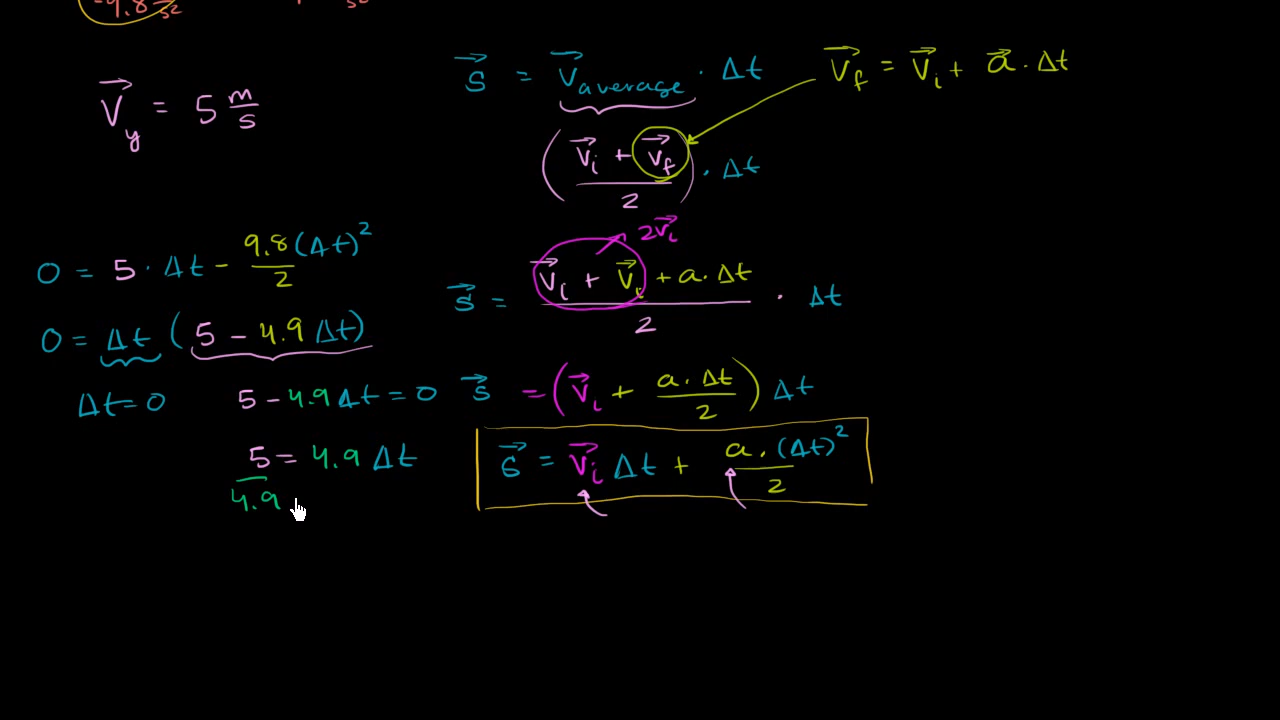 -9.8 m/s² s²
s⃗ = v⃗average · Δt
v⃗f = v⃗i + a⃗ · Δt
v⃗y = 5 m/s
(v⃗i + v⃗f / 2) · Δt
2v⃗i
0 = 5 · Δt - 9.8(Δt)² / 2
s⃗ = v⃗i + v⃗i + a · Δt / 2 · Δt
0 = Δt (5 - 4.9 Δt)
Δt = 0
5 - 4.9 Δt = 0
s⃗ = (v⃗i + a · Δt / 2) Δt
5 = 4.9 Δt
4.9
s⃗ = v⃗i Δt + a · (Δt)² / 2